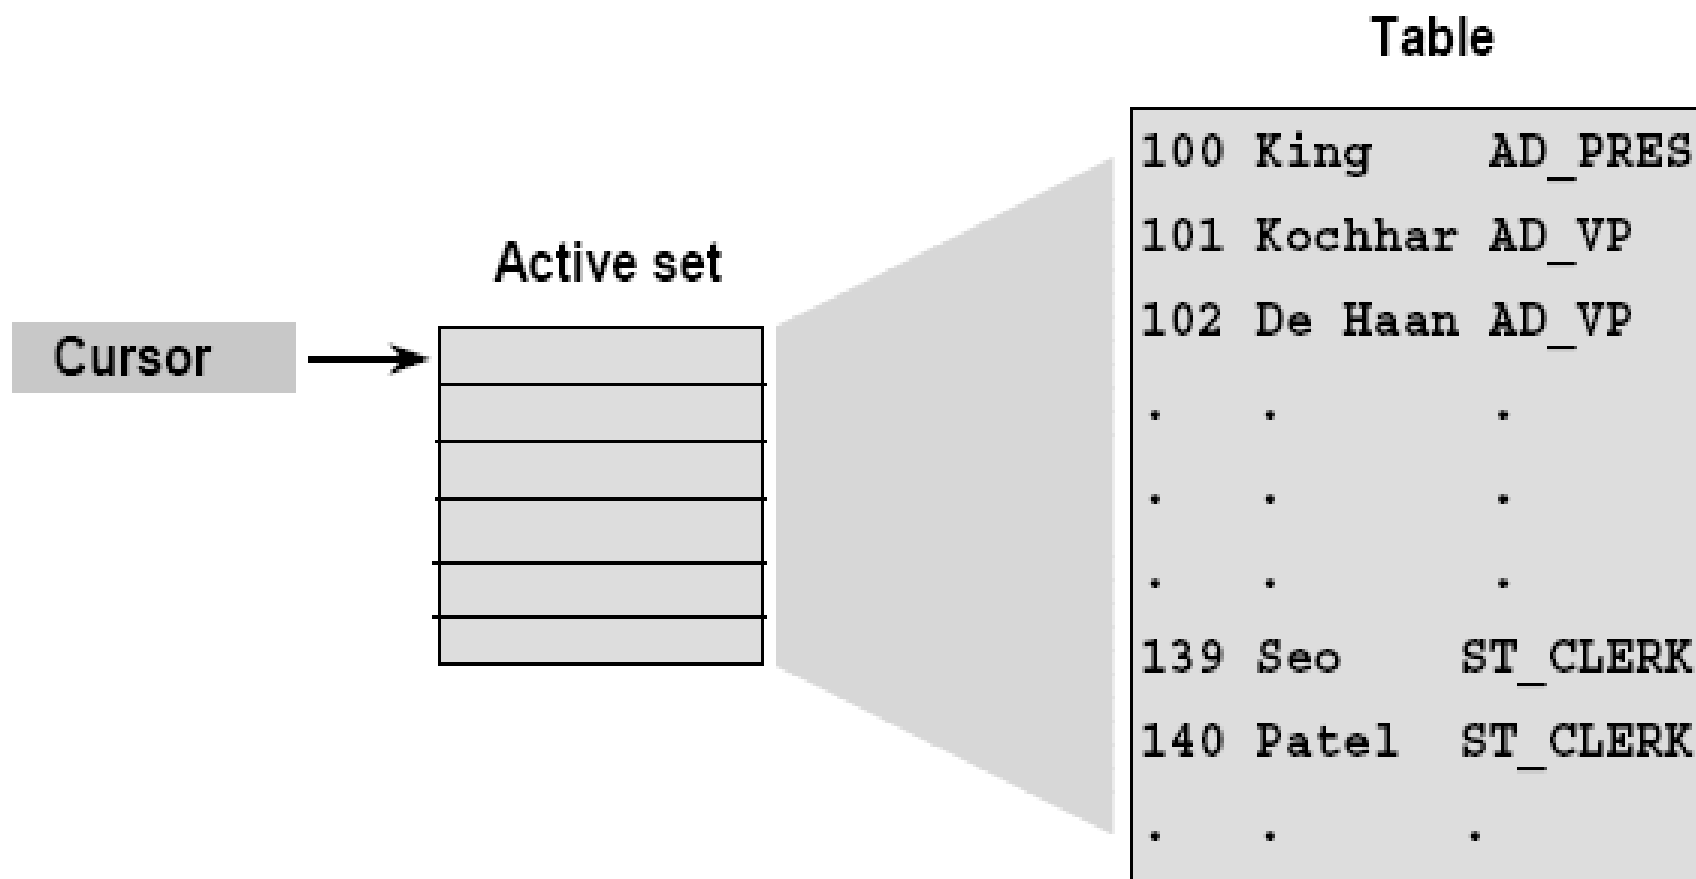 Table
100 King AD_PRES
101 Kochhar AD_VP
Active set
102 De Haan AD_VP
Cursor
. . .
. . .
. . .
139 Seo ST_CLERK
140 Patel ST_CLERK
. . .